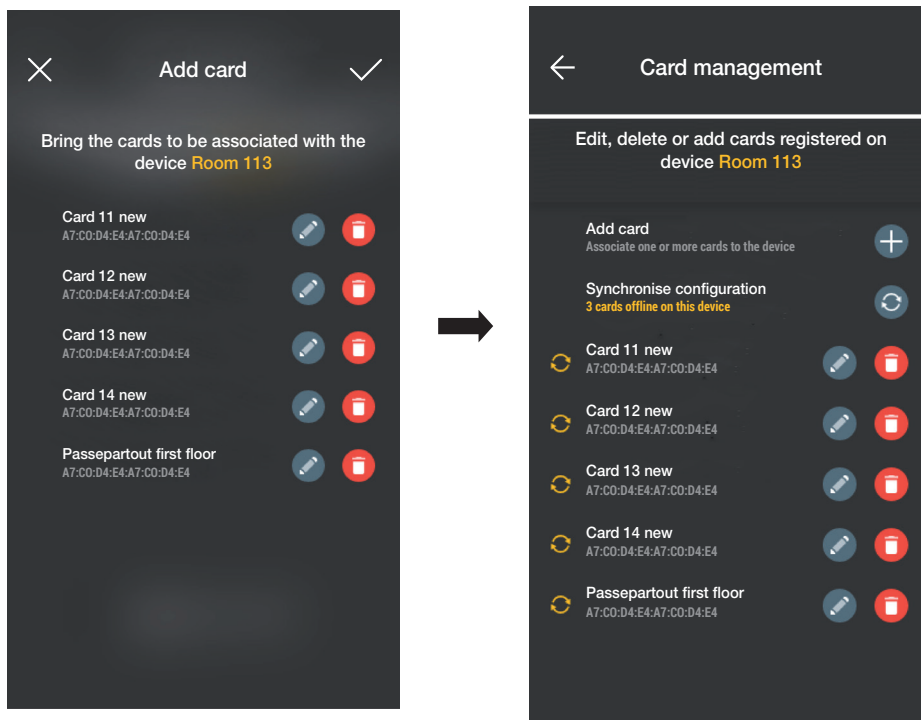 Add card
Bring the cards to be associated with the
device Room 113
Card 11 new
A7:C0:D4:E4:A7:C0:D4:E4
Card 12 new
A7:C0:D4:E4:A7:C0:D4:E4
Card 13 new
A7:C0:D4:E4:A7:C0:D4:E4
Card 14 new
A7:C0:D4:E4:A7:C0:D4:E4
Passepartout first floor
A7:C0:D4:E4:A7:C0:D4:E4
Card management
Edit, delete or add cards registered on
device Room 113
Add card
Associate one or more cards to the device
Synchronise configuration
3 cards offline on this device
Card 11 new
A7:C0:D4:E4:A7:C0:D4:E4
Card 12 new
A7:C0:D4:E4:A7:C0:D4:E4
Card 13 new
A7:C0:D4:E4:A7:C0:D4:E4
Card 14 new
A7:C0:D4:E4:A7:C0:D4:E4
Passepartout first floor
A7:C0:D4:E4:A7:C0:D4:E4